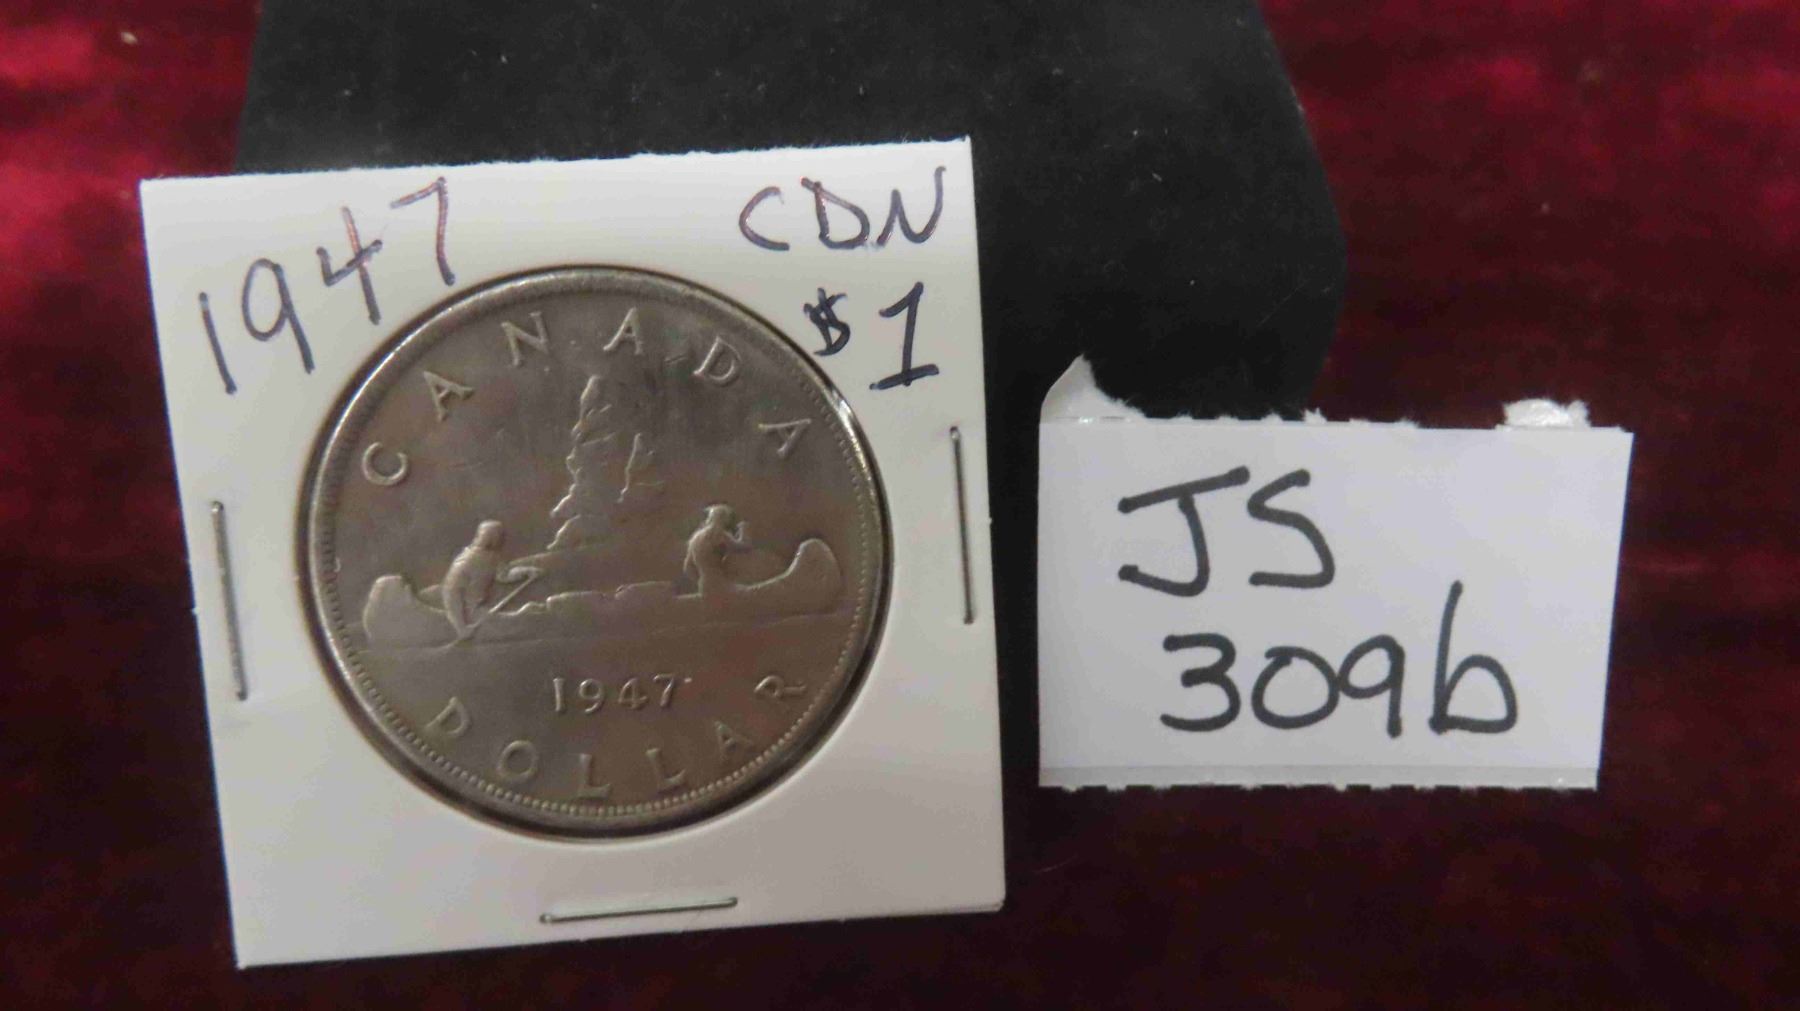 1947 CDN
$1
CANADA
1947
DOLLAR
JS
309b